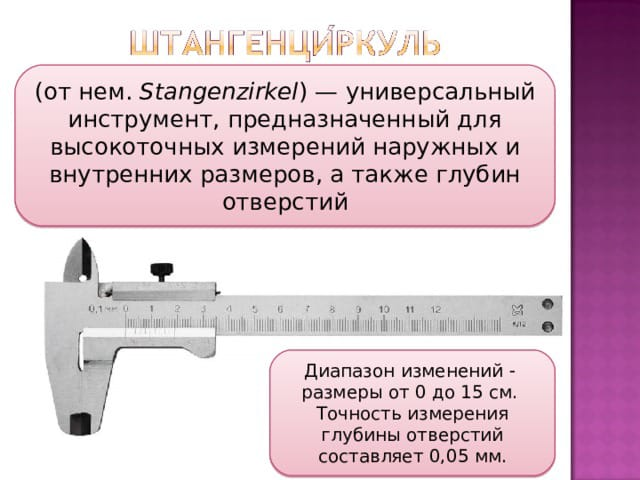 ШТАНГЕНЦИ́РКУЛЬ
(от нем. Stangenzirkel) — универсальный
инструмент, предназначенный для
высокоточных измерений наружных и
внутренних размеров, а также глубин
отверстий
0,1 мм 0 1 2 3 4 5 6 7 8 9 10 11 12
Диапазон изменений -
размеры от 0 до 15 см.
Точность измерения
глубины отверстий
составляет 0,05 мм.